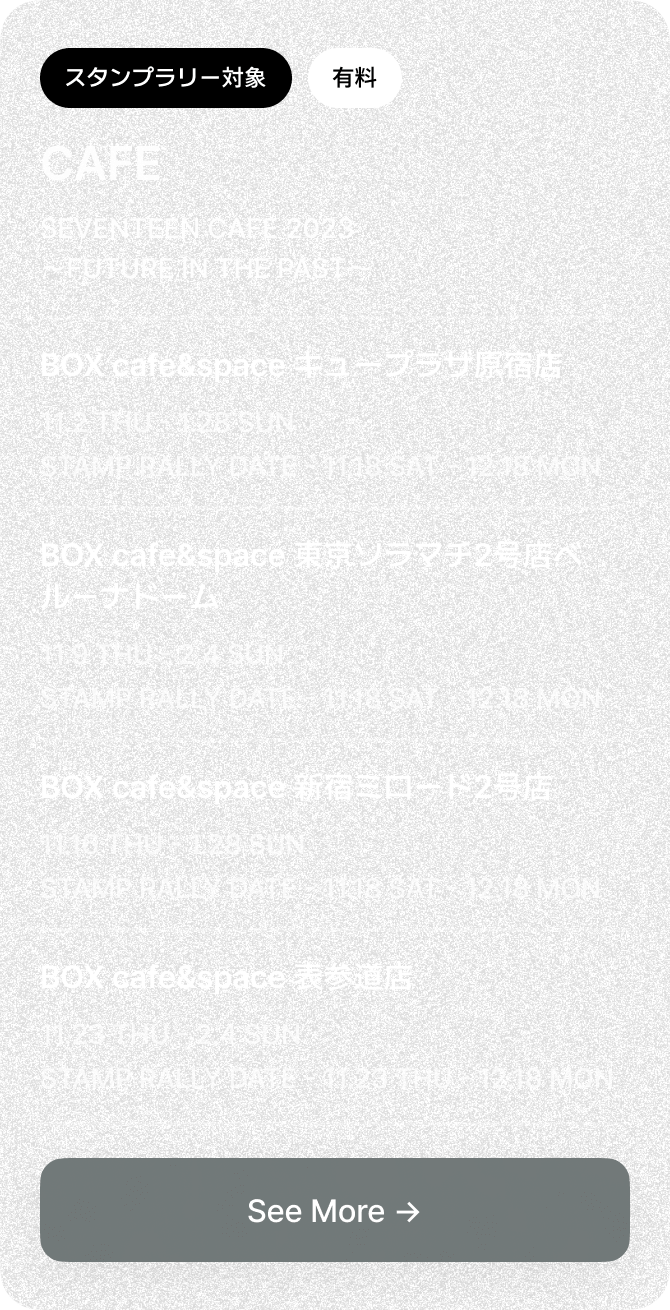 スタンプラリー対象
有料
CAFE
SEVENTEEN CAFE 2023
~FUTURE IN THE PAST~
BOX cafe&space キュープラザ原宿店
11.2 THU - 1.28 SUN
STAMP RALLY DATE - 11.18 SAT - 12.18 MON
BOX cafe&space 東京ソラマチ2号店ベ
ルーナドーム
11.9 THU - 2.4 SUN
STAMP RALLY DATE - 11.18 SAT - 12.18 MON
BOX cafe&space 新宿ミロード2号店
11.16 THU - 1.28 SUN
STAMP RALLY DATE - 11.18 SAT - 12.18 MON
BOX cafe&space 表参道店
11.23 THU - 2.4 SUN
STAMP RALLY DATE - 11.23 THU - 12.18 MON
See More →